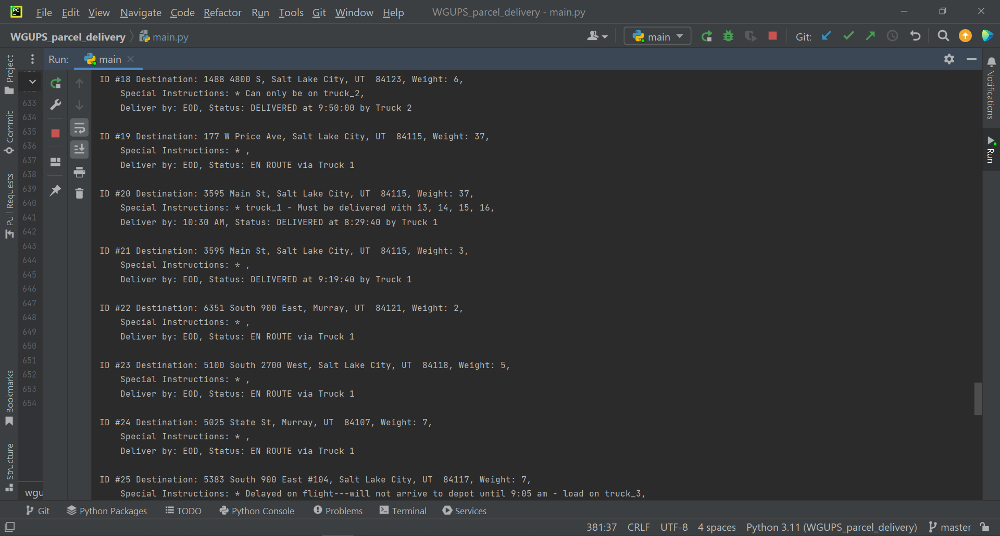 PC File Edit View Navigate Code Refactor Run Tools Git Window Help WGUPS_parcel_delivery - main.py
WGUPS_parcel_delivery main.py main Git:
Project
Commit
Pull Requests
Bookmarks
Structure
Run: main
633
634
635
636
637
638
639
640
641
642
643
644
645
646
647
648
649
650
651
652
653
654
wgu
ID #18 Destination: 1488 4800 S, Salt Lake City, UT  84123, Weight: 6,
Special Instructions: * Can only be on truck_2,
Deliver by: EOD, Status: DELIVERED at 9:50:00 by Truck 2
ID #19 Destination: 177 W Price Ave, Salt Lake City, UT  84115, Weight: 37,
Special Instructions: * ,
Deliver by: EOD, Status: EN ROUTE via Truck 1
ID #20 Destination: 3595 Main St, Salt Lake City, UT  84115, Weight: 37,
Special Instructions: * truck_1 - Must be delivered with 13, 14, 15, 16,
Deliver by: 10:30 AM, Status: DELIVERED at 8:29:40 by Truck 1
ID #21 Destination: 3595 Main St, Salt Lake City, UT  84115, Weight: 3,
Special Instructions: * ,
Deliver by: EOD, Status: DELIVERED at 9:19:40 by Truck 1
ID #22 Destination: 6351 South 900 East, Murray, UT  84121, Weight: 2,
Special Instructions: * ,
Deliver by: EOD, Status: EN ROUTE via Truck 1
ID #23 Destination: 5100 South 2700 West, Salt Lake City, UT  84118, Weight: 5,
Special Instructions: * ,
Deliver by: EOD, Status: EN ROUTE via Truck 1
ID #24 Destination: 5025 State St, Murray, UT  84107, Weight: 7,
Special Instructions: * ,
Deliver by: EOD, Status: EN ROUTE via Truck 1
ID #25 Destination: 5383 South 900 East #104, Salt Lake City, UT  84117, Weight: 7,
Special Instructions: * Delayed on flight---will not arrive to depot until 9:05 am - load on truck_3,
Notifications
Run
Git Python Packages TODO Python Console Problems Terminal Services
381:37 CRLF UTF-8 4 spaces Python 3.11 (WGUPS_parcel_delivery) master